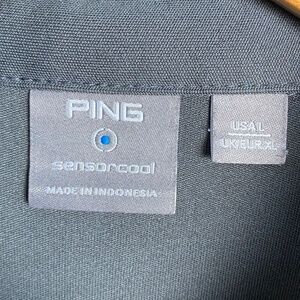 PING
sensorcool
MADE IN INDONESIA
USA L
UK/EUR XL